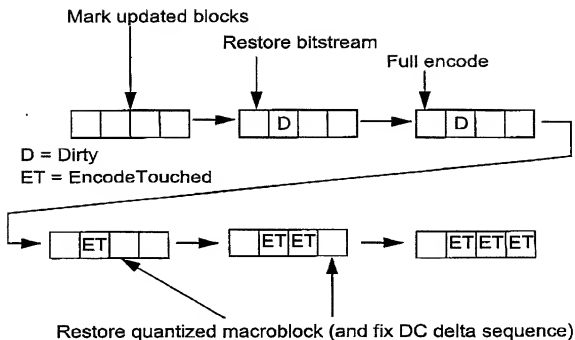 Mark updated blocks
Restore bitstream
Full encode
D
D
D = Dirty
ET = EncodeTouched
ET
ET ET
ET ET ET
Restore quantized macroblock (and fix DC delta sequence)